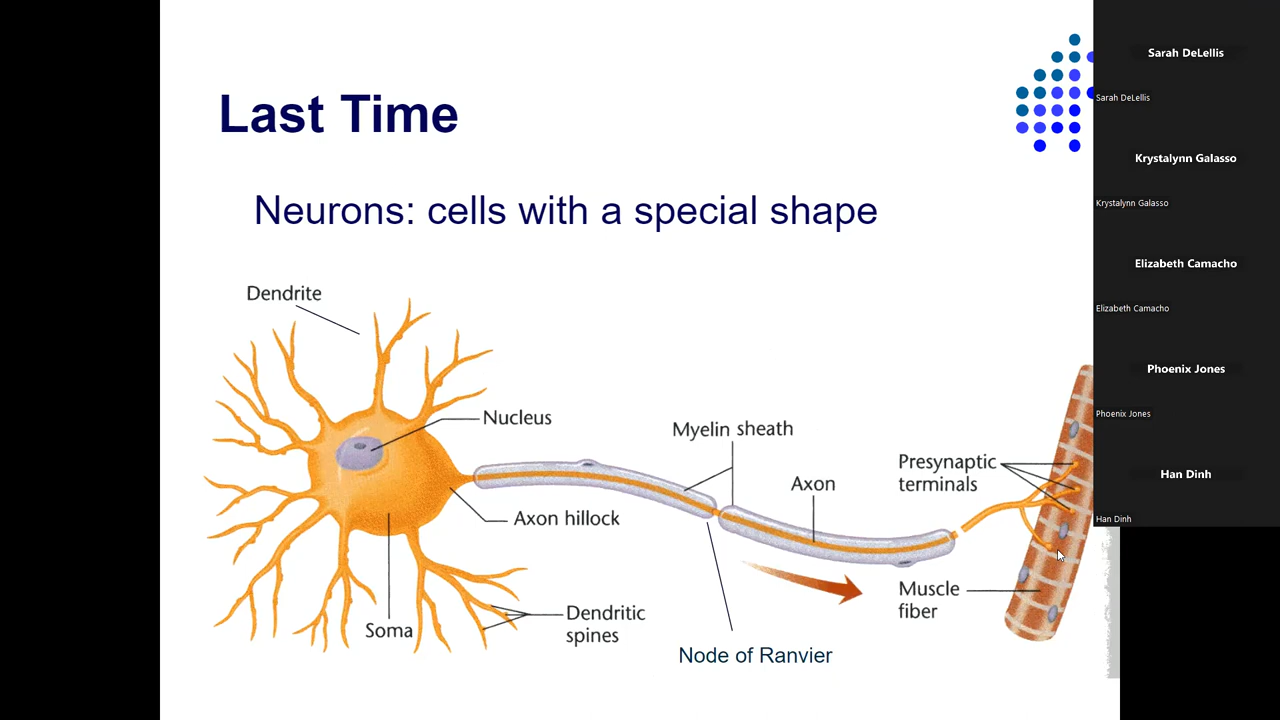 Last Time
Neurons: cells with a special shape
Dendrite
Nucleus
Myelin sheath
Axon
Presynaptic
terminals
Axon hillock
Muscle
fiber
Soma
Dendritic
spines
Node of Ranvier
Sarah DeLellis
Sarah DeLellis
Krystalynn Galasso
Krystalynn Galasso
Elizabeth Camacho
Elizabeth Camacho
Phoenix Jones
Phoenix Jones
Han Dinh
Han Dinh